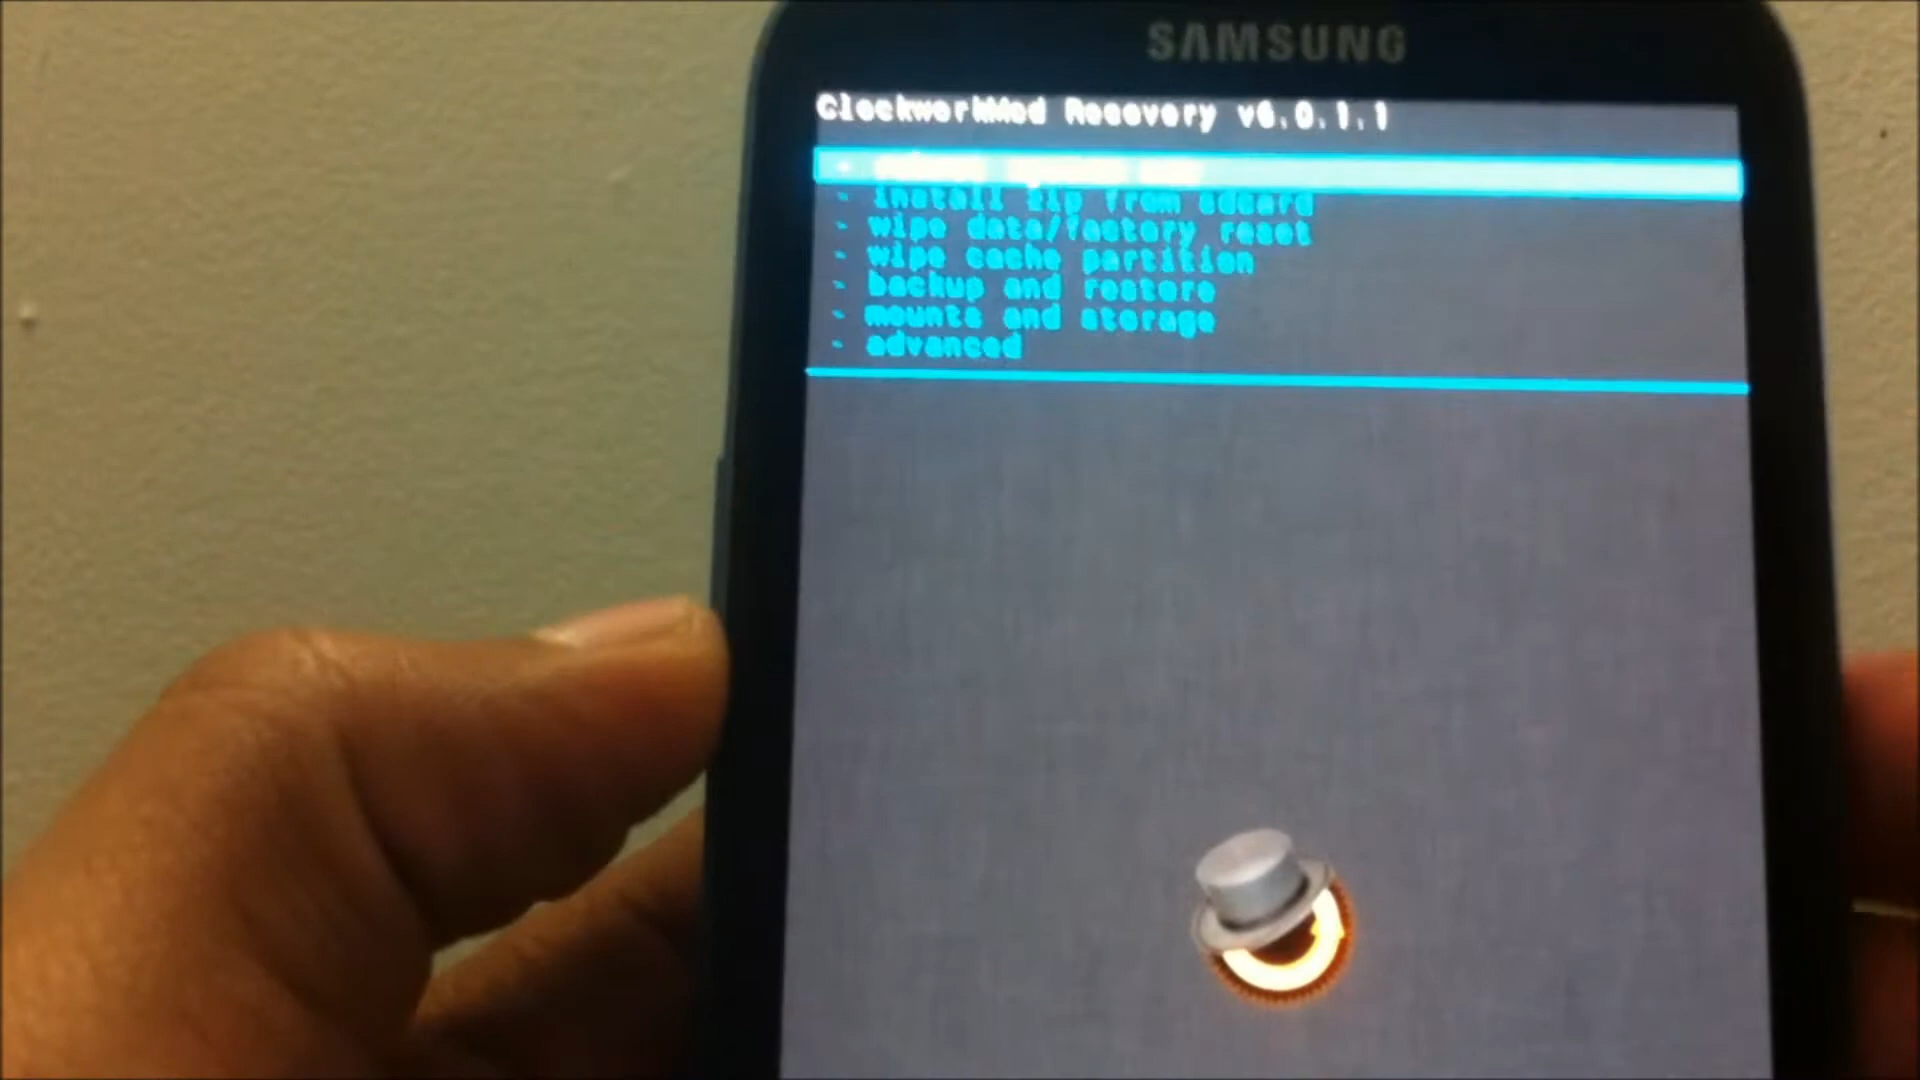 SAMSUNG
ClockworkMod Recovery v6.0.1.1
- install zip from sdcard
- wipe data/factory reset
- wipe cache partition
- backup and restore
- mounts and storage
- advanced